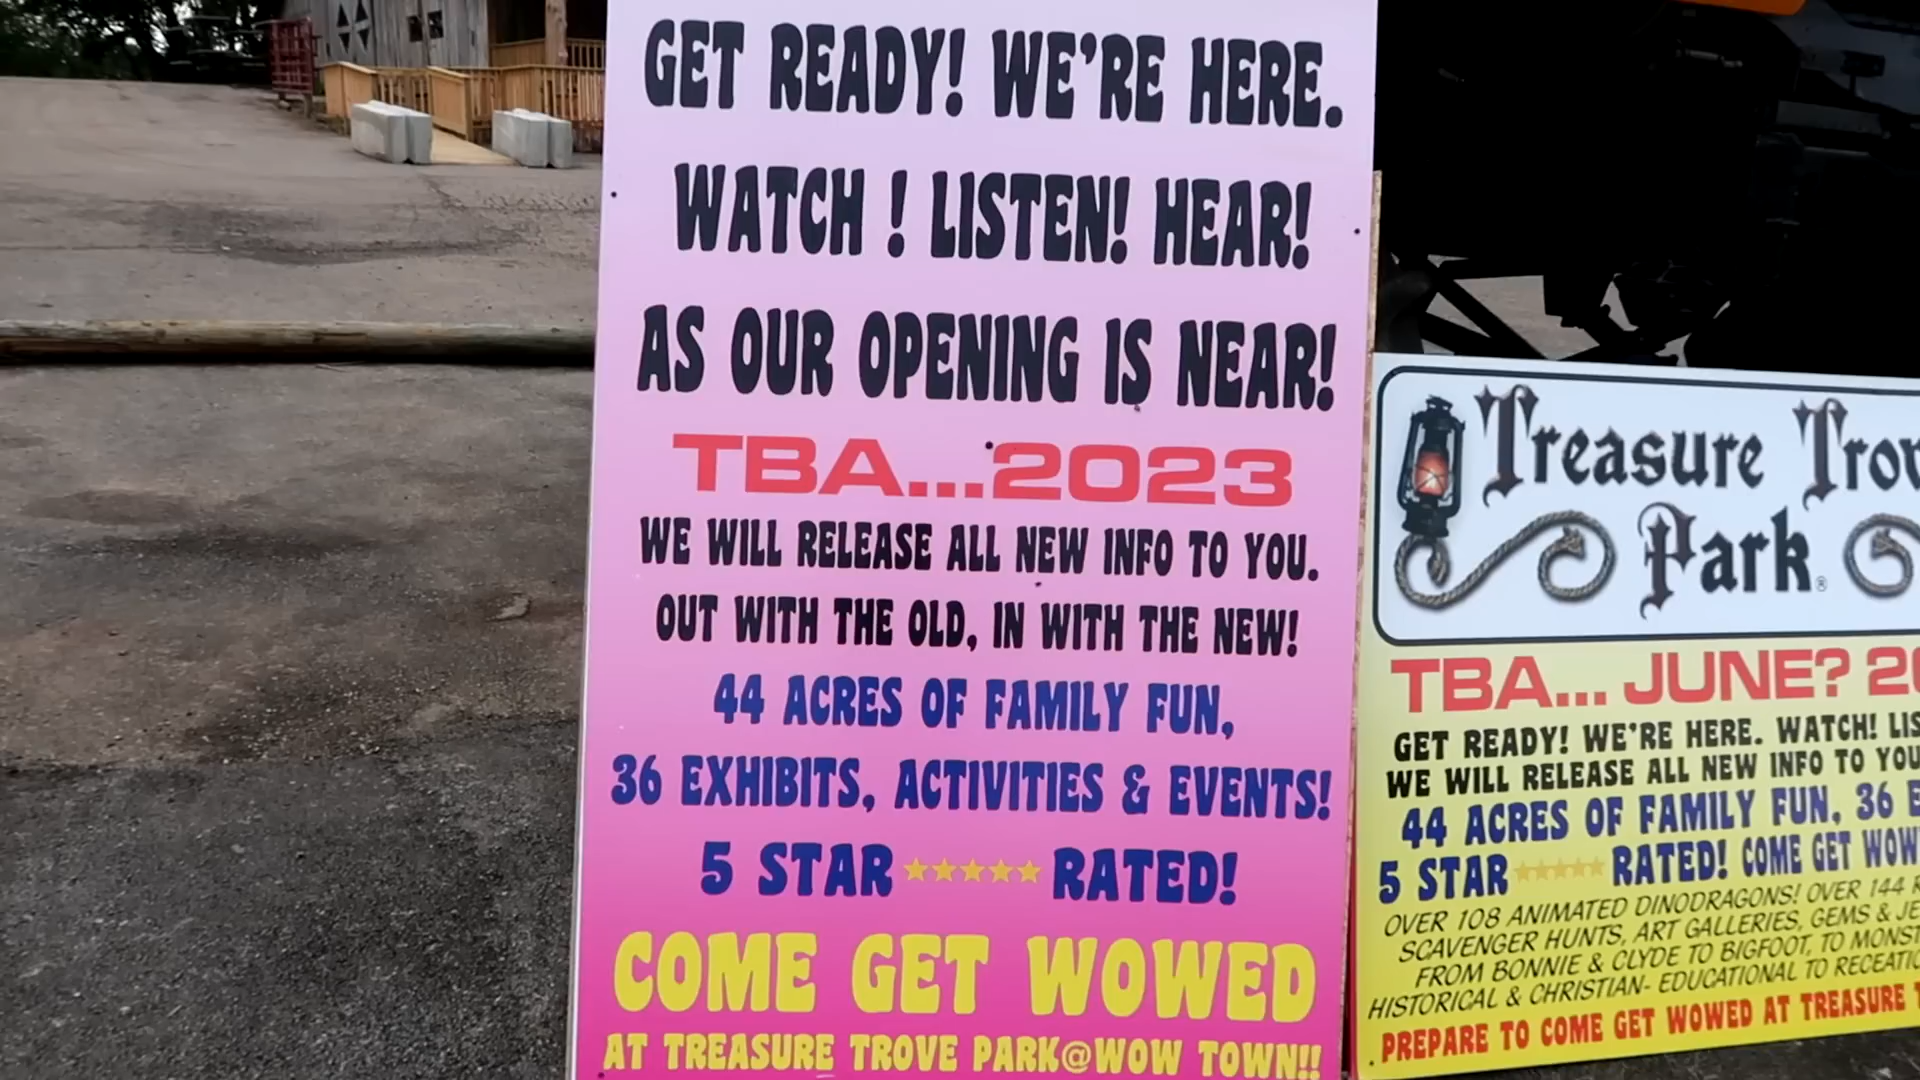 GET READY! WE'RE HERE.
WATCH ! LISTEN! HEAR!
AS OUR OPENING IS NEAR!
TBA...2023
WE WILL RELEASE ALL NEW INFO TO YOU.
OUT WITH THE OLD, IN WITH THE NEW!
44 ACRES OF FAMILY FUN,
36 EXHIBITS, ACTIVITIES & EVENTS!
5 STAR ★★★★★ RATED!
COME GET WOWED
AT TREASURE TROVE PARK@WOW TOWN!!
Treasure Trov
Park®
TBA... JUNE? 20
GET READY! WE'RE HERE. WATCH! LIS
WE WILL RELEASE ALL NEW INFO TO YOU
44 ACRES OF FAMILY FUN, 36 E
5 STAR ★★★★★ RATED! COME GET WOW
OVER 108 ANIMATED DINODRAGONS! OVER 144 R
SCAVENGER HUNTS, ART GALLERIES, GEMS & JE
FROM BONNIE & CLYDE TO BIGFOOT, TO MONST
HISTORICAL & CHRISTIAN- EDUCATIONAL TO RECEATIO
PREPARE TO COME GET WOWED AT TREASURE T